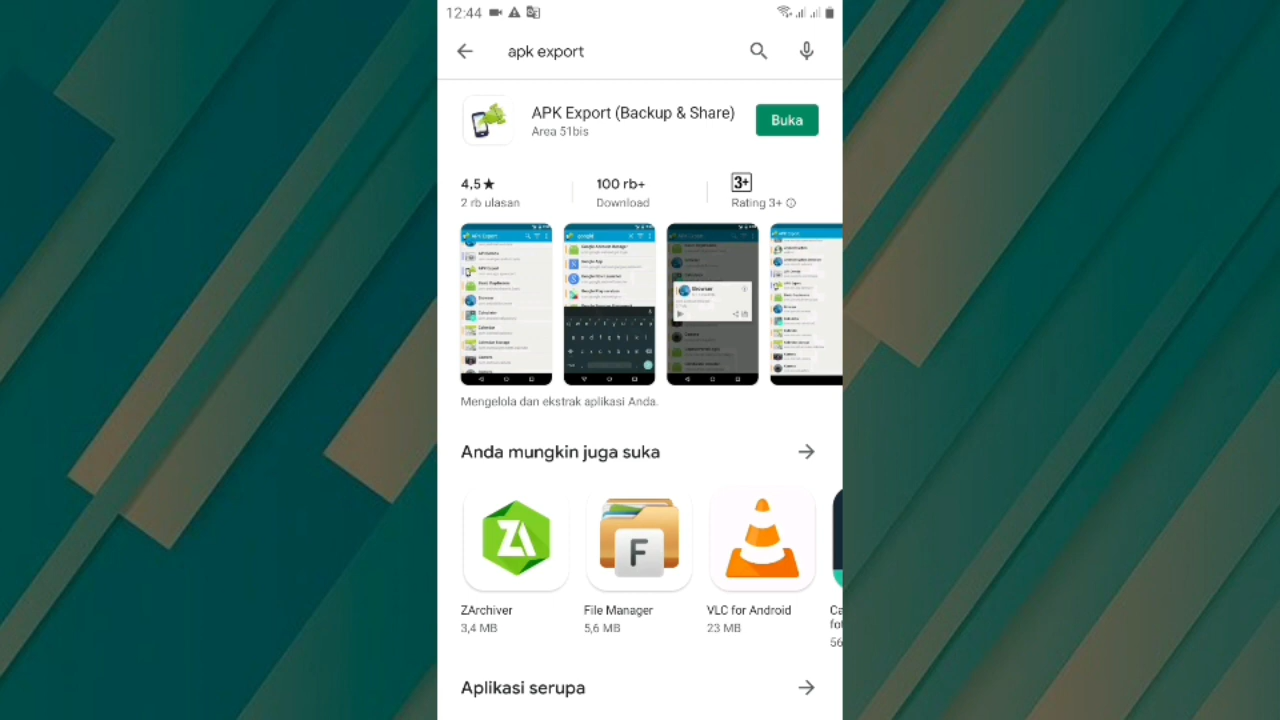 12:44
apk export
APK Export (Backup & Share)
Area 51bis
Buka
4,5★
2 rb ulasan
100 rb+
Download
3+
Rating 3+
Mengelola dan ekstrak aplikasi Anda.
Anda mungkin juga suka
ZArchiver
3,4 MB
File Manager
5,6 MB
VLC for Android
23 MB
Aplikasi serupa